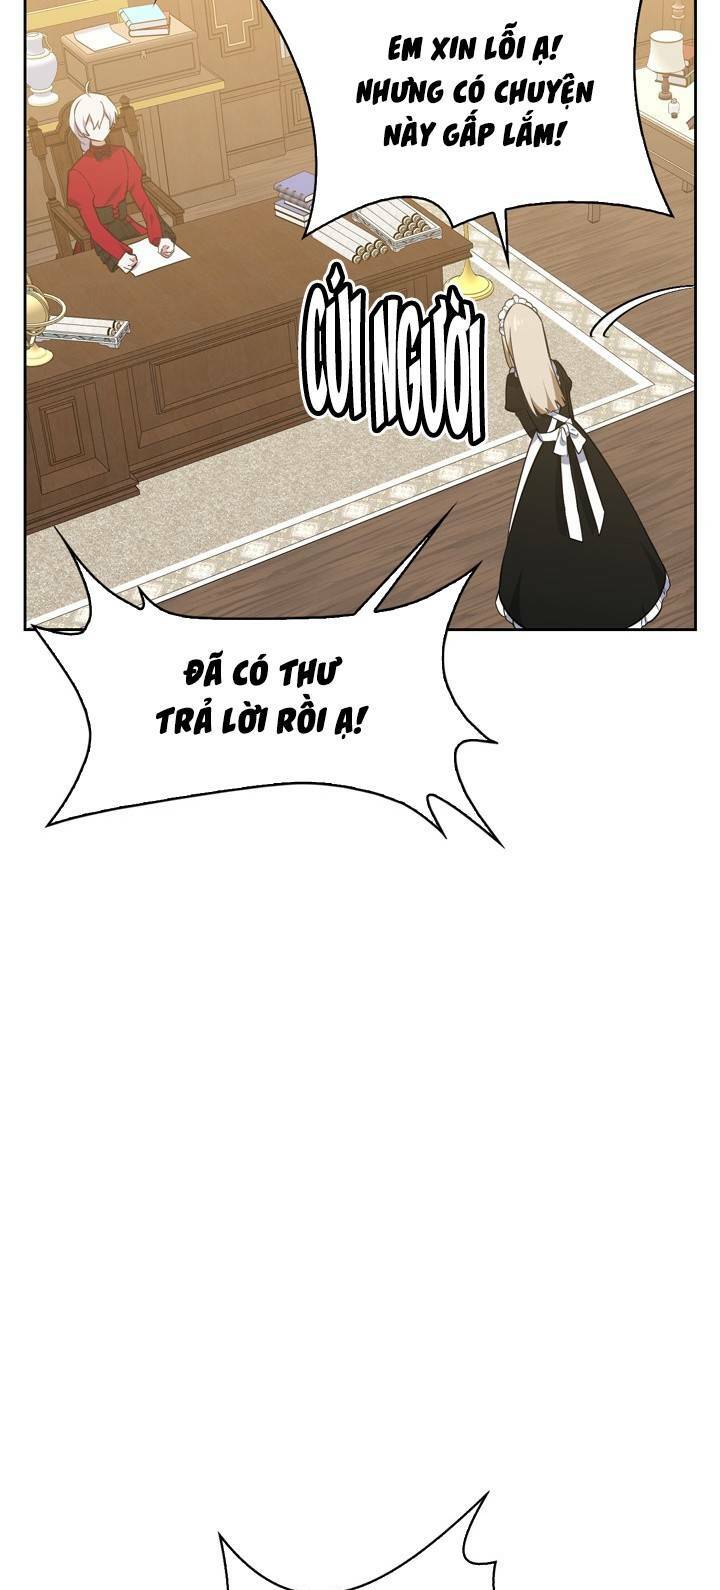 EM XIN LỖI Ạ!
NHƯNG CÓ CHUYỆN
NÀY GẤP LẮM!
CÚI NGƯỜI
ĐÃ CÓ THƯ
TRẢ LỜI RỒI Ạ!